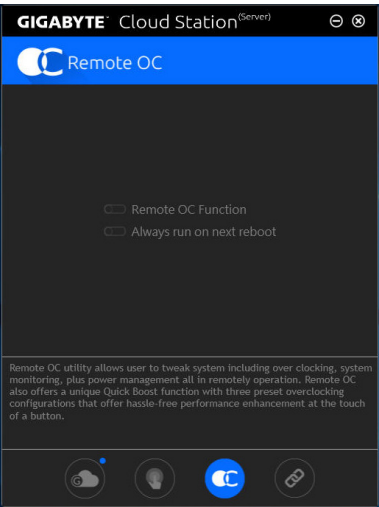 GIGABYTE™ Cloud Station(Server)
Remote OC
Remote OC Function
Always run on next reboot
Remote OC utility allows user to tweak system including over clocking, system
monitoring, plus power management all in remotely operation. Remote OC
also offers a unique Quick Boost function with three preset overclocking
configurations that offer hassle-free performance enhancement at the touch
of a button.
G